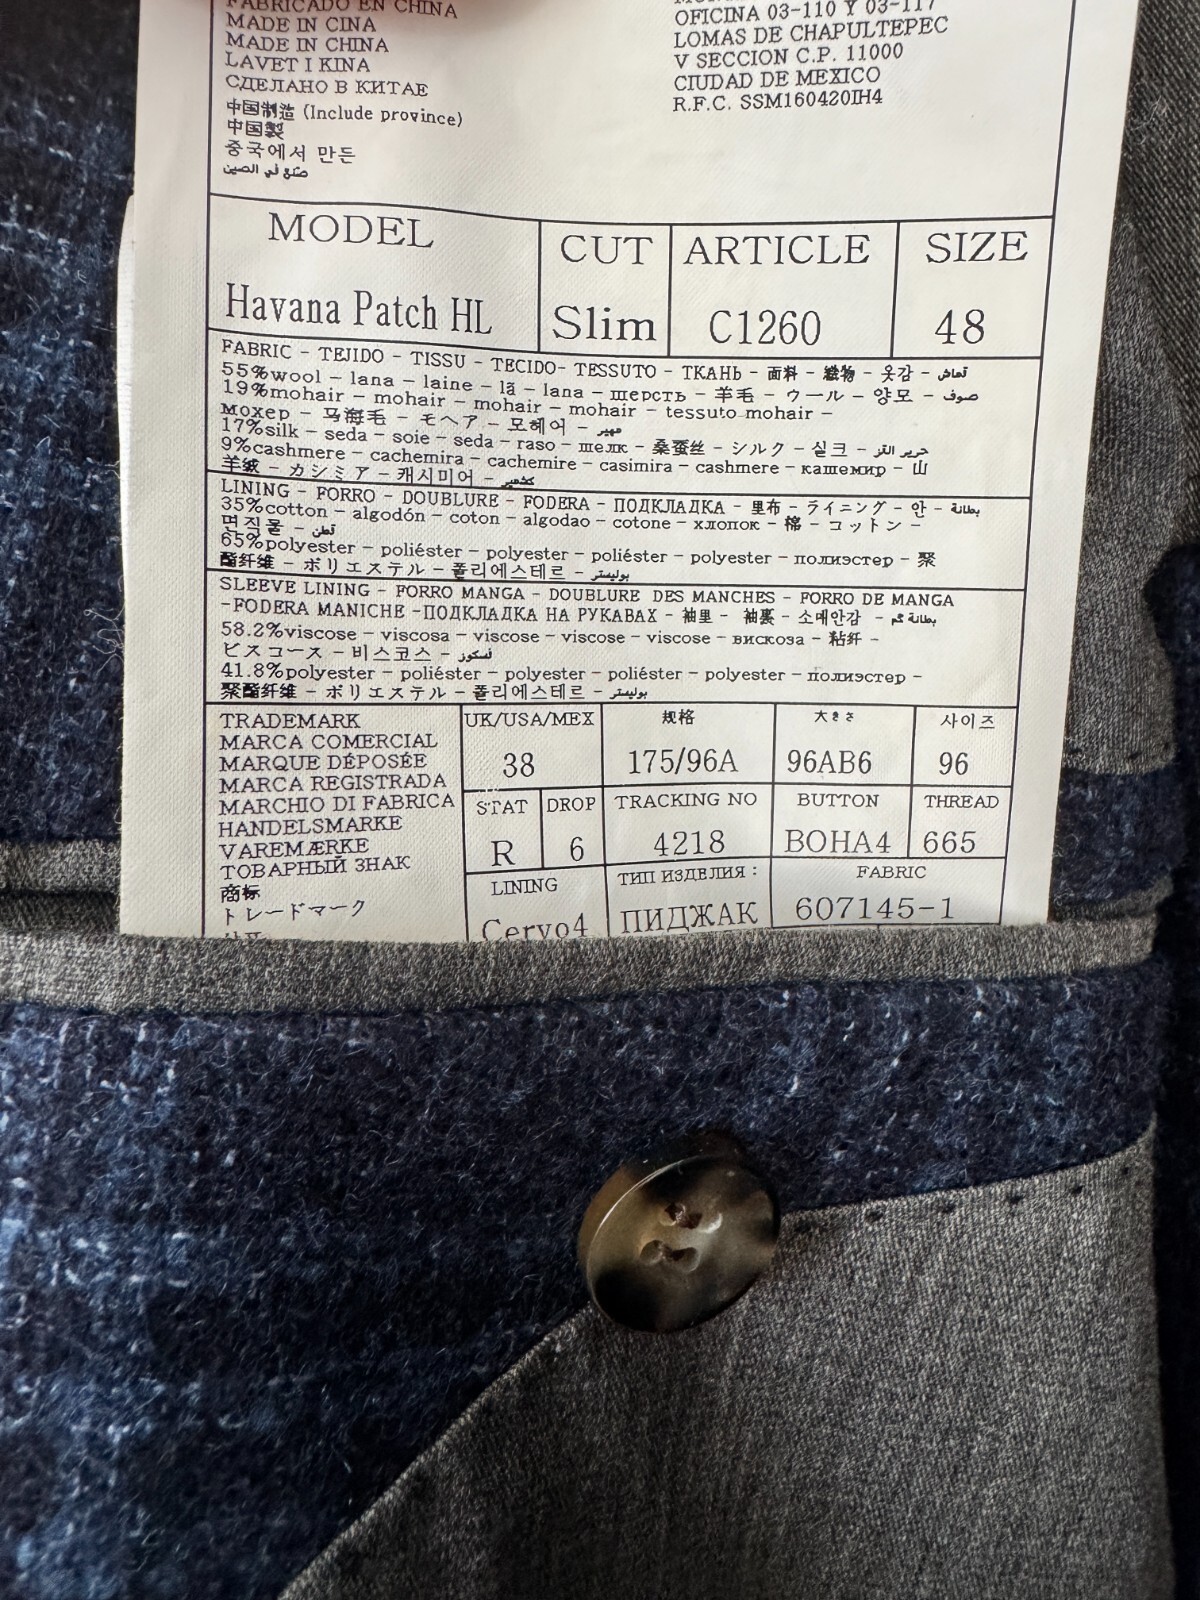 FABRICADO EN CHINA
MADE IN CINA
MADE IN CHINA
LAVET I KINA
СДЕЛАНО В КИТАЕ
中国制造 (Include province)
中国製
중국에서 만든
صنع في الصين
OFICINA 03-110 Y 03-117
LOMAS DE CHAPULTEPEC
V SECCION C.P. 11000
CIUDAD DE MEXICO
R.F.C. SSM160420IH4
MODEL
Havana Patch HL
CUT
Slim
ARTICLE
C1260
SIZE
48
FABRIC - TEJIDO - TISSU - TECIDO- TESSUTO - ТКАНЬ - 面料 - 織物 - 옷감 - قماش
55%wool - lana - laine - lã - lana - шерсть - 羊毛 - ウール - 양모 - صوف
19%mohair - mohair - mohair - mohair - tessuto mohair -
мохер - 马海毛 - モヘア - 모헤어 - موهير
17%silk - seda - soie - seda - raso - шелк - 桑蚕丝 - シルク - 실크 - حرير القز
9%cashmere - cachemira - cachemire - casimira - cashmere - кашемир - 山
羊绒 - カシミア - 캐시미어 - كشمير
LINING - FORRO - DOUBLURE - FODERA - ПОДКЛАДКА - 里布 - ライニング - 안 - بطانة
35%cotton - algodón - coton - algodao - cotone - хлопок - 棉 - コットン -
면직물 - قطن
65%polyester - poliéster - polyester - poliéster - polyester - полиэстер - 聚
酯纤维 - ポリエステル - 폴리에스테르 - بوليستر
SLEEVE LINING - FORRO MANGA - DOUBLURE DES MANCHES - FORRO DE MANGA
-FODERA MANICHE -ПОДКЛАДКА НА РУКАВАХ - 袖里 - 袖裏 - 소매안감 - بطانة كم
58.2%viscose - viscosa - viscose - viscose - viscose - вискоза - 粘纤 -
ビスコース - 비스코스 - فسكوز
41.8%polyester - poliéster - polyester - poliéster - polyester - полиэстер -
聚酯纤维 - ポリエステル - 폴리에스테르 - بوليستر
TRADEMARK
MARCA COMERCIAL
MARQUE DÉPOSÉE
MARCA REGISTRADA
MARCHIO DI FABRICA
HANDELSMARKE
VAREMÆRKE
ТОВАРНЫЙ ЗНАК
商标
トレードマーク
UK/USA/MEX
38
规格
175/96A
大きさ
96AB6
사이즈
96
STAT
R
DROP
6
TRACKING NO
4218
BUTTON
BOHA4
THREAD
665
LINING
Cervo4
ТИП ИЗДЕЛИЯ :
ПИДЖАК
FABRIC
607145-1